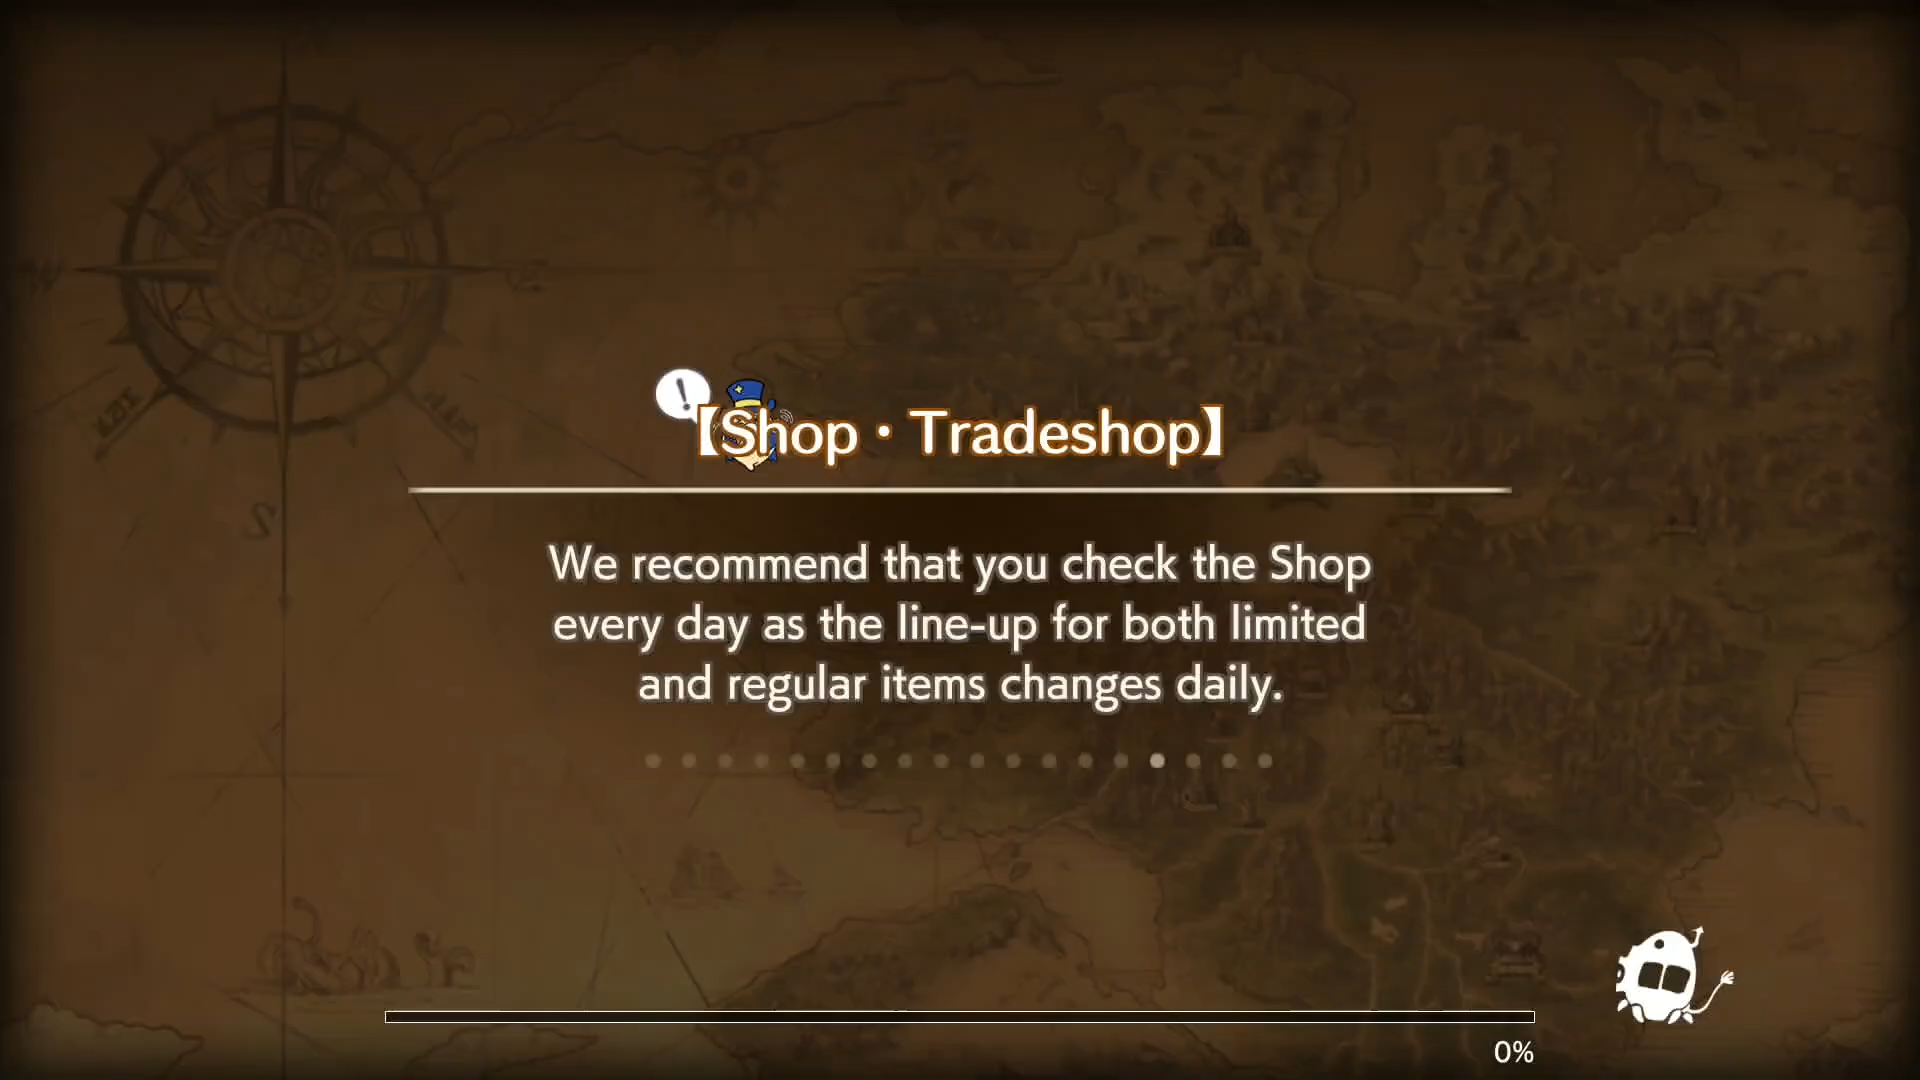 !
【Shop・Tradeshop】
We recommend that you check the Shop
every day as the line-up for both limited
and regular items changes daily.
W
S
0%